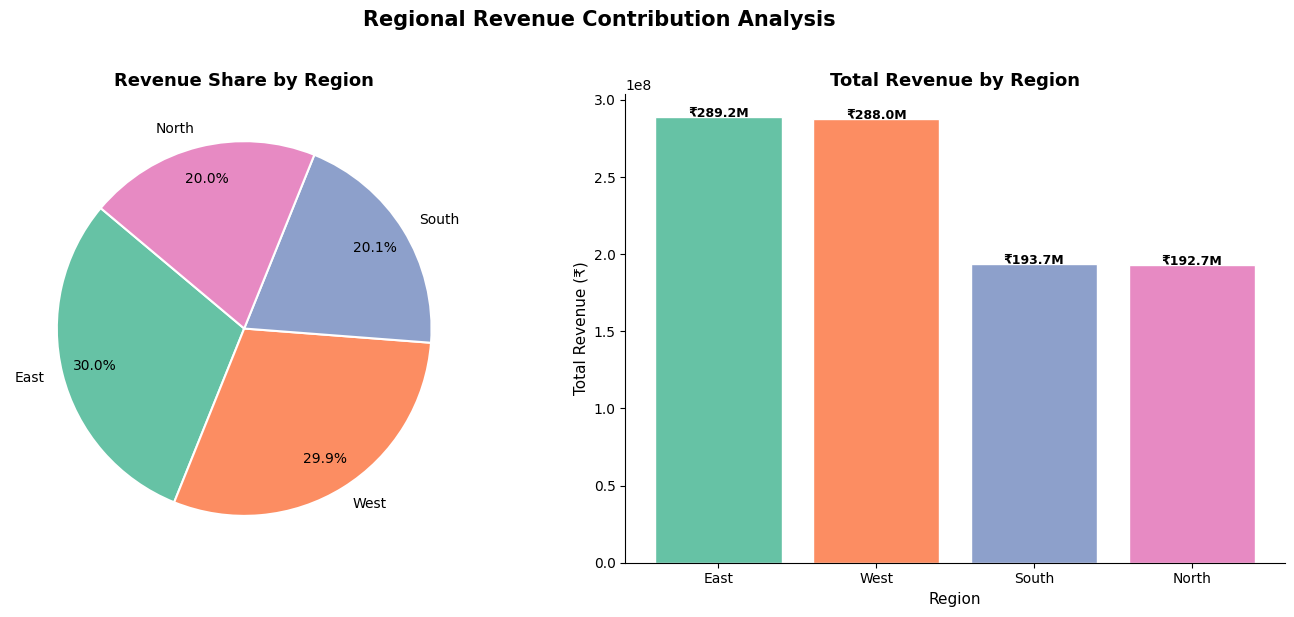 Regional Revenue Contribution Analysis
Revenue Share by Region
North
20.0%
South
20.1%
30.0%
East
29.9%
West
Total Revenue by Region
1e8
3.0
2.5
2.0
1.5
1.0
0.5
0.0
Total Revenue (₹)
₹289.2M
₹288.0M
₹193.7M
₹192.7M
East
West
South
North
Region